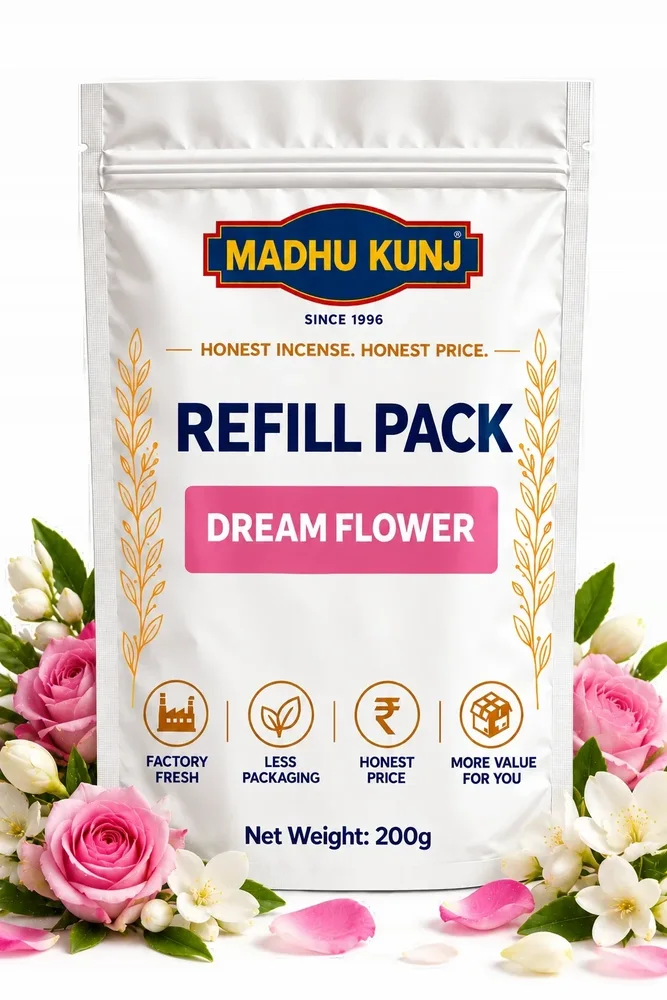 MADHU KUNJ®
SINCE 1996
HONEST INCENSE. HONEST PRICE.
REFILL PACK
DREAM FLOWER
FACTORY
FRESH
LESS
PACKAGING
HONEST
PRICE
MORE VALUE
FOR YOU
Net Weight: 200g